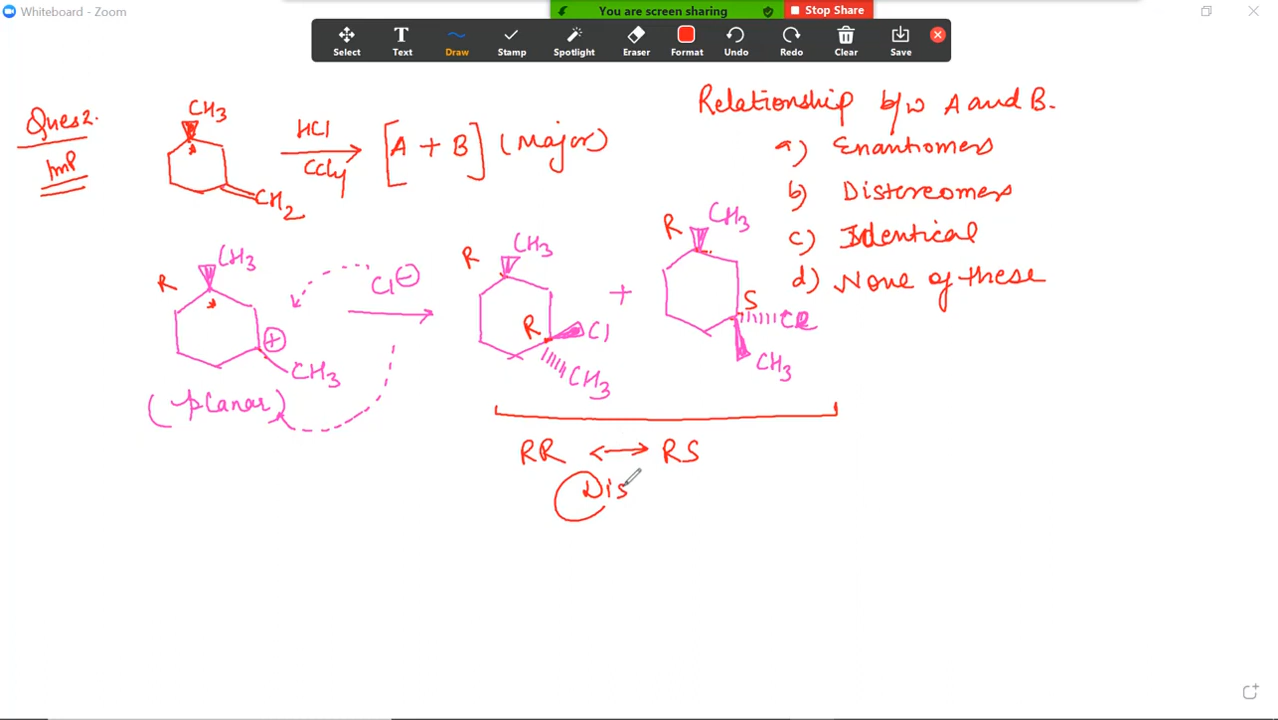 Whiteboard - Zoom
You are screen sharing
Stop Share
Select Text Draw Stamp Spotlight Eraser Format Undo Redo Clear Save
Relationship b/w A and B.
a) Enantiomers
b) Distereomers
c) Identical
d) None of these
Ques2.
ImP
CH3
CH2
HCl
CCl4
[A + B] (Major)
R CH3
Cl⊖
⊕
CH3
(planar)
R CH3
R Cl
CH3
+
R CH3
S Cl
CH3
RR ↔ RS
Dis